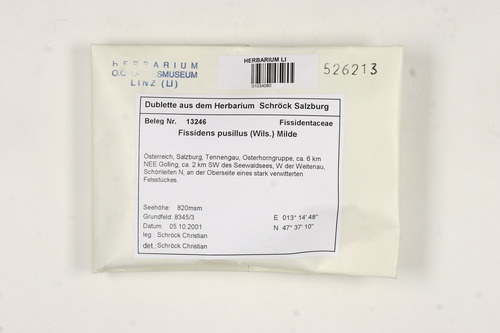 HERBARIUM
LINZ (LI)
HERBARIUM LI
526213
Dublette aus dem Herbarium Schröck Salzburg
Beleg Nr. 13246 Fissidentaceae
Fissidens pusillus (Wils.) Milde
Österreich, Salzburg, Tennengau, Osterhorngruppe, ca. 6 km
NEE Golling, ca. 2 km SW des Seewaldsees, W der Weitenau,
Schönleiten N, an der Oberseite eines stark verwitterten
Felsstückes.
Seehöhe: 820msm
Grundfeld: 8345/3 E 013° 14' 48"
Datum: 05.10.2001 N 47° 37' 10"
leg.: Schröck Christian
det.: Schröck Christian